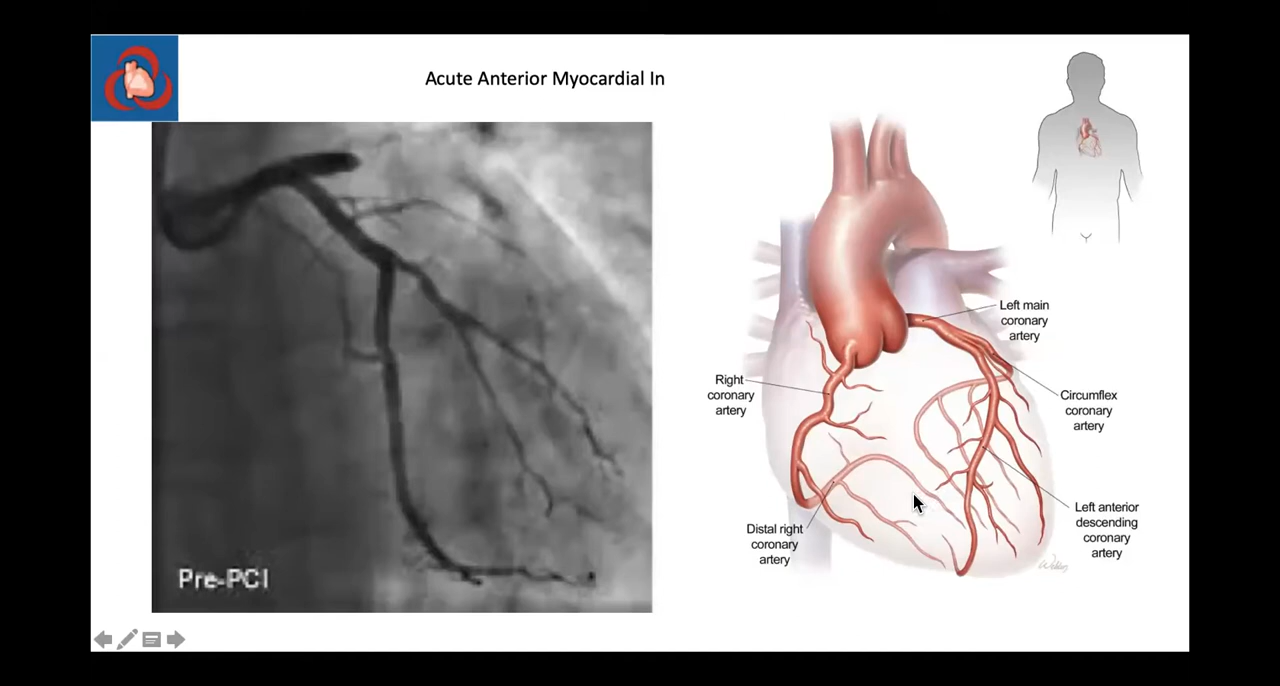 Acute Anterior Myocardial In
Pre-PCI
Left main
coronary
artery
Right
coronary
artery
Circumflex
coronary
artery
Left anterior
descending
coronary
artery
Distal right
coronary
artery